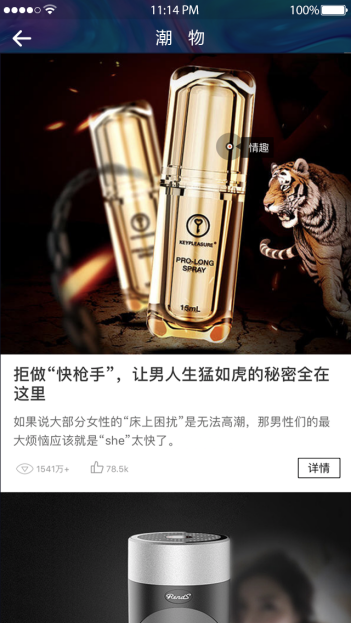 11:14 PM
100%
潮 物
情趣
KEYPLEASURE®
PRO-LONG
SPRAY
15mL
拒做“快枪手”，让男人生猛如虎的秘密全在
这里
如果说大部分女性的“床上困扰”是无法高潮，那男性们的最
大烦恼应该就是“she”太快了。
1541万+
78.5k
详情
RendS